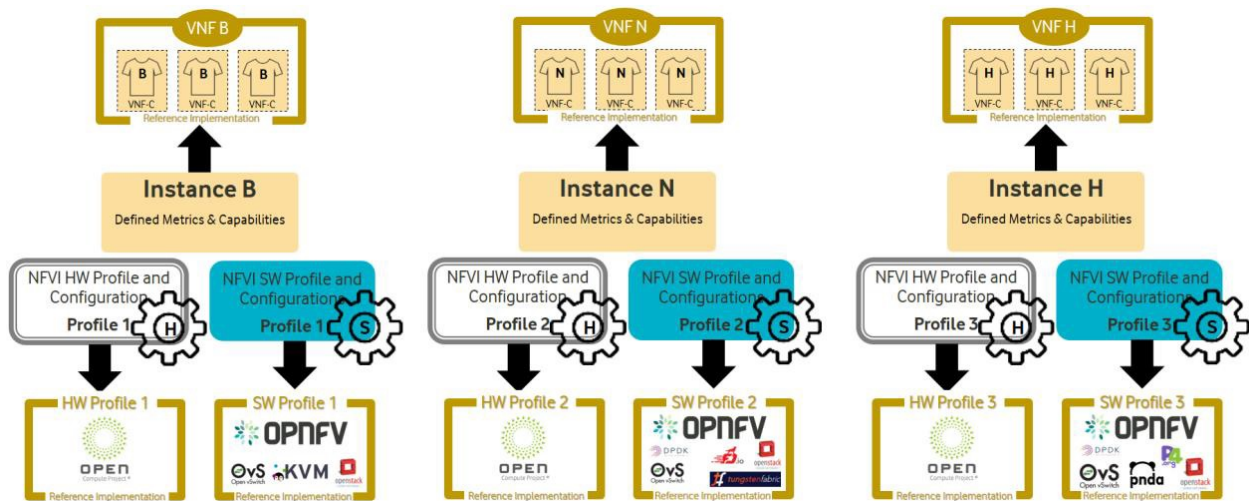 VNF B
B
B
B
VNF-C
VNF-C
VNF-C
Reference Implementation
Instance B
Defined Metrics & Capabilities
NFVI HW Profile and
Configuration
Profile 1
H
NFVI SW Profile and
Configurations
Profile 1
S
HW Profile 1
OPEN
Compute Project
Reference Implementation
SW Profile 1
OPNFV
OvS
Open vSwitch
KVM
openstack
Reference Implementation
VNF N
N
N
N
VNF-C
VNF-C
VNF-C
Reference Implementation
Instance N
Defined Metrics & Capabilities
NFVI HW Profile and
Configuration
Profile 2
H
NFVI SW Profile and
Configurations
Profile 2
S
HW Profile 2
OPEN
Compute Project
Reference Implementation
SW Profile 2
OPNFV
DPDK
.io
openstack
OvS
Open vSwitch
tungstenfabric
Reference Implementation
VNF H
H
H
H
VNF-C
VNF-C
VNF-C
Reference Implementation
Instance H
Defined Metrics & Capabilities
NFVI HW Profile and
Configuration
Profile 3
H
NFVI SW Profile and
Configurations
Profile 3
S
HW Profile 3
OPEN
Compute Project
Reference Implementation
SW Profile 3
OPNFV
DPDK
P4
OvS
Open vSwitch
pnda
openstack
Reference Implementation